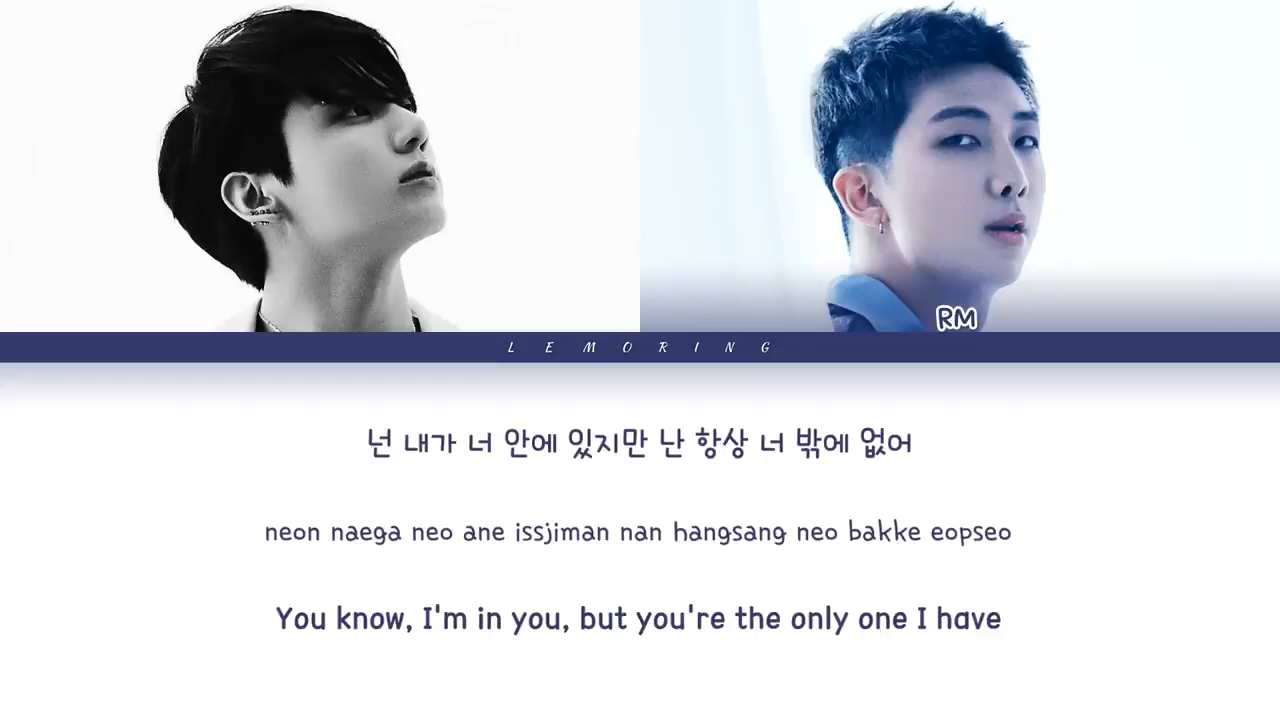 RM
LEMORING
넌 내가 너 안에 있지만 난 항상 너 밖에 없어
neon naega neo ane issjiman nan hangsang neo bakke eopseo
You know, I'm in you, but you're the only one I have